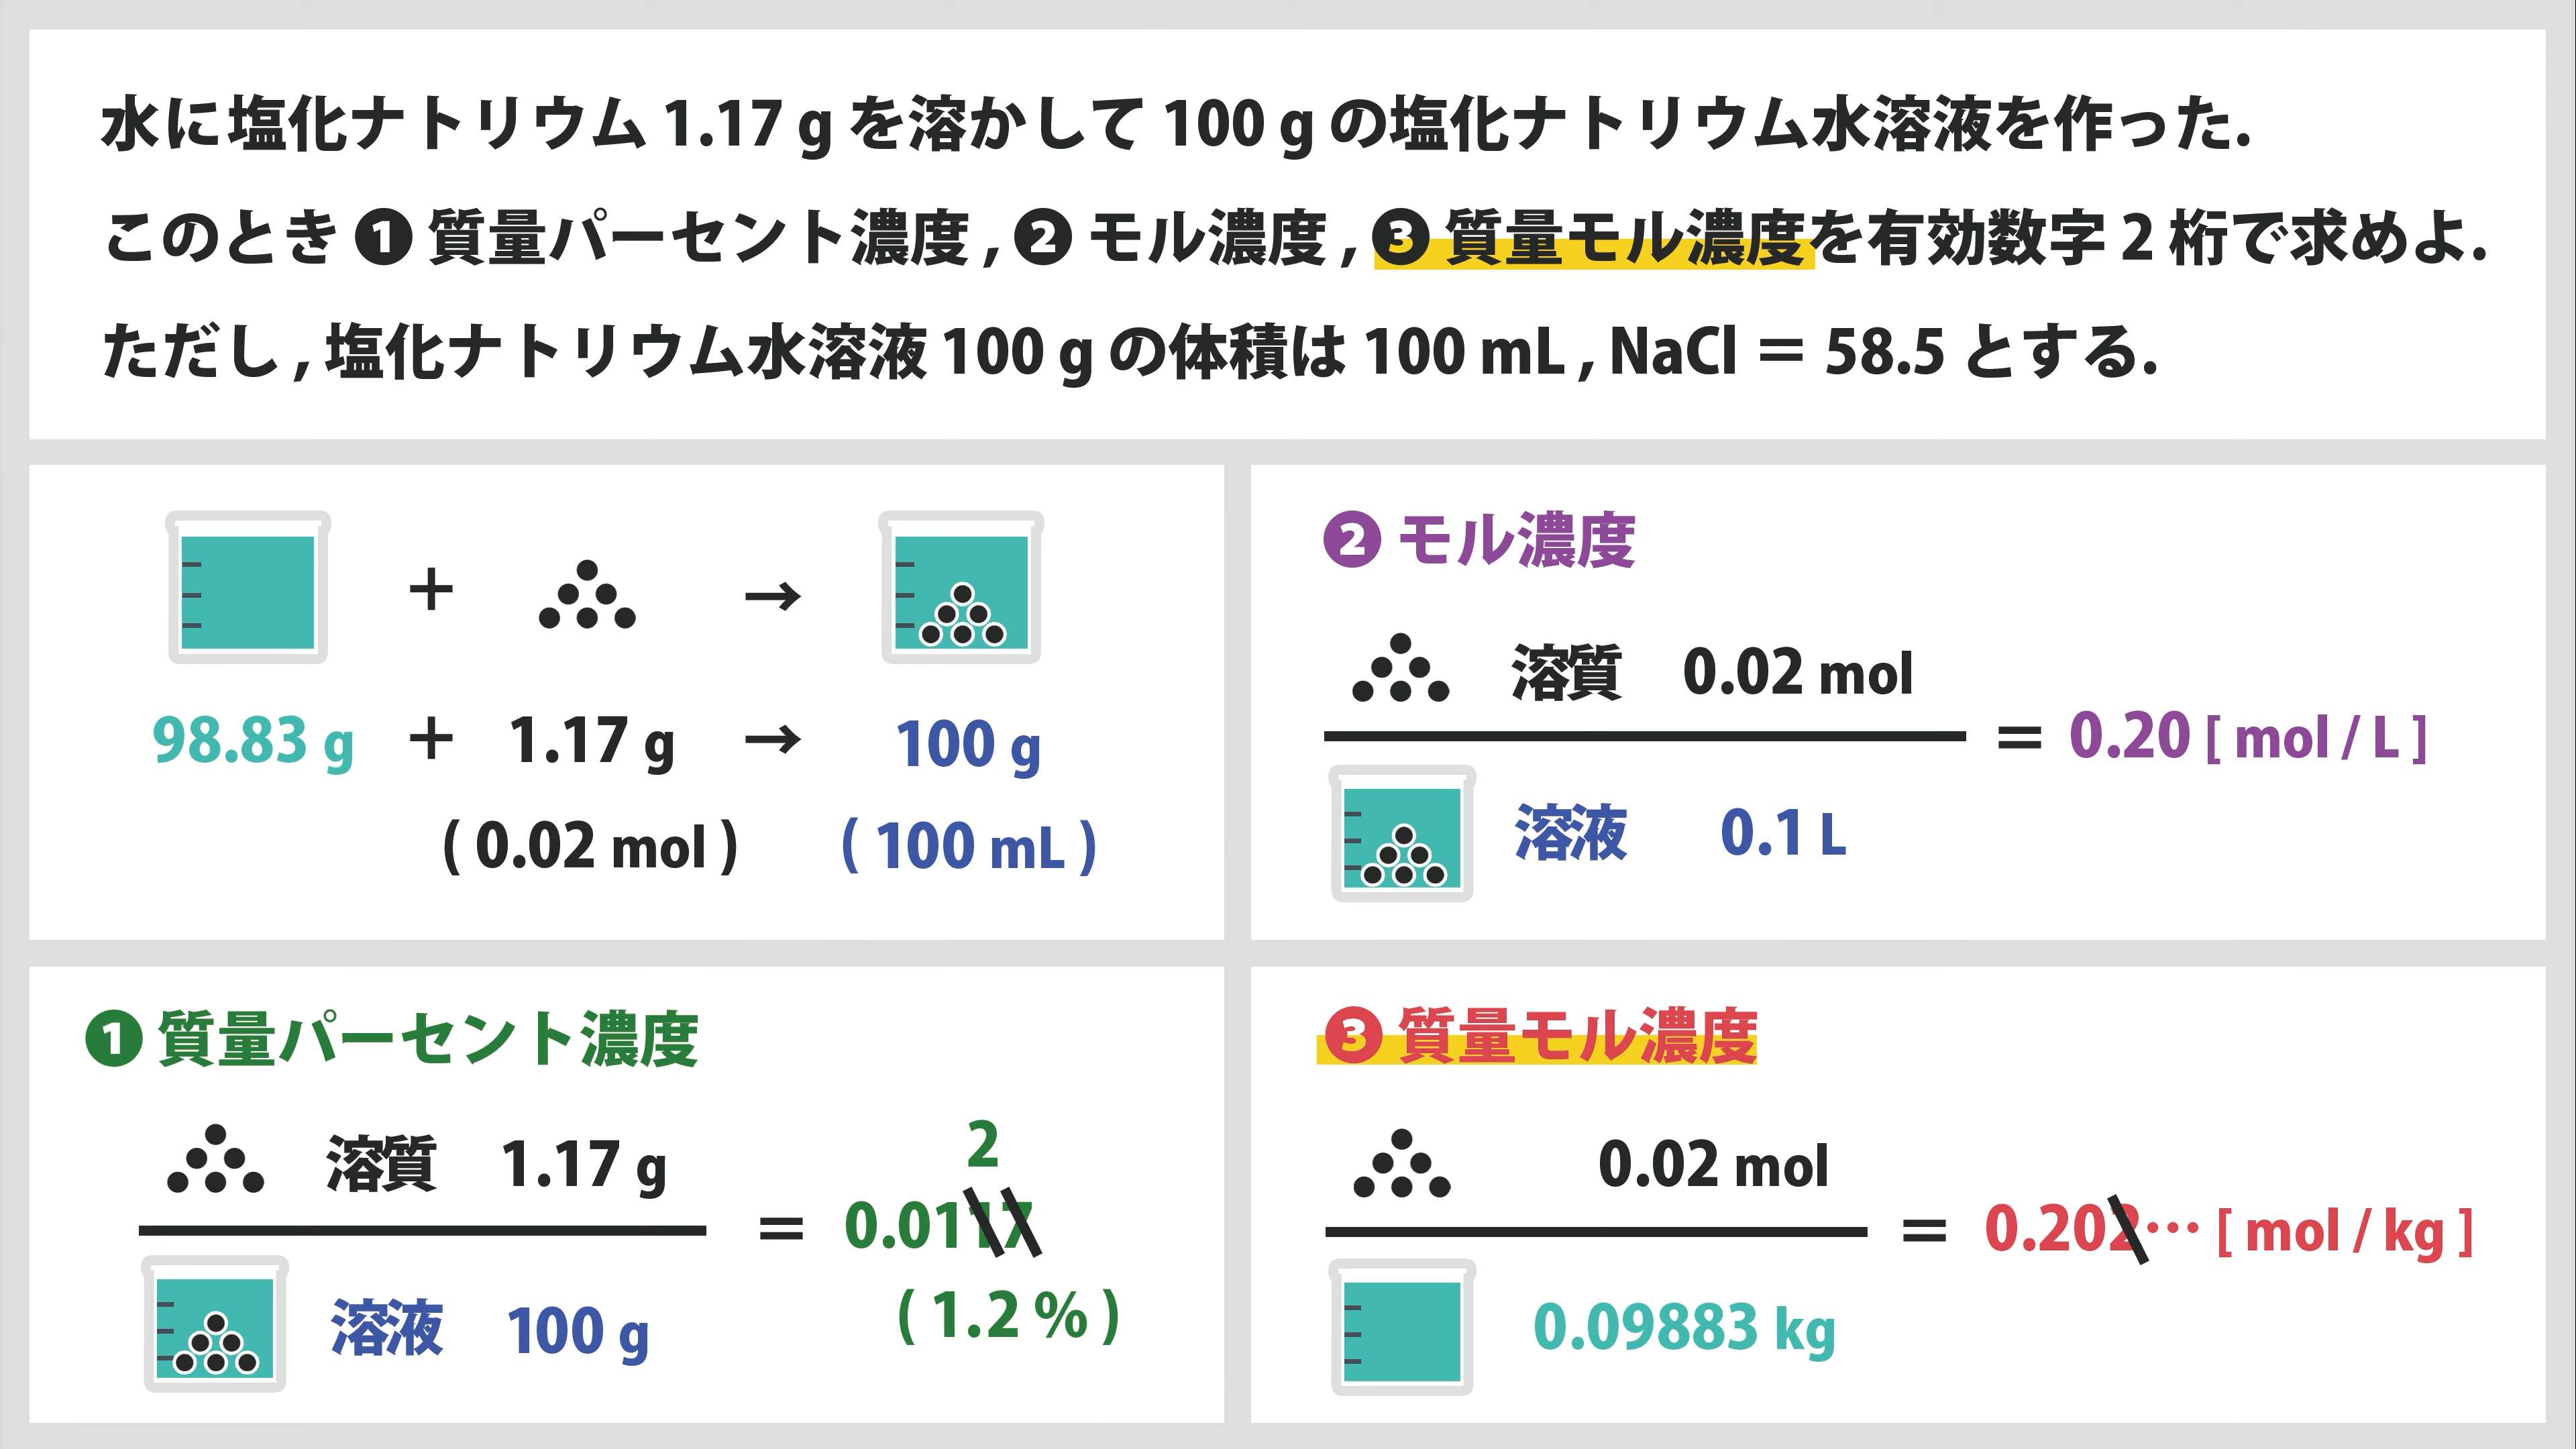 水に塩化ナトリウム 1.17 g を溶かして 100 g の塩化ナトリウム水溶液を作った.
このとき ❶ 質量パーセント濃度 , ❷ モル濃度 , ❸ 質量モル濃度を有効数字 2 桁で求めよ.
ただし , 塩化ナトリウム水溶液 100 g の体積は 100 mL , NaCl ＝ 58.5 とする.
＋ →
98.83 g ＋ 1.17 g → 100 g
( 0.02 mol ) ( 100 mL )
❷ モル濃度
溶質 0.02 mol
＝ 0.20 [ mol / L ]
溶液 0.1 L
❶ 質量パーセント濃度
溶質 1.17 g
2
＝ 0.0117
溶液 100 g
( 1.2 % )
❸ 質量モル濃度
0.02 mol
＝ 0.202… [ mol / kg ]
0.09883 kg